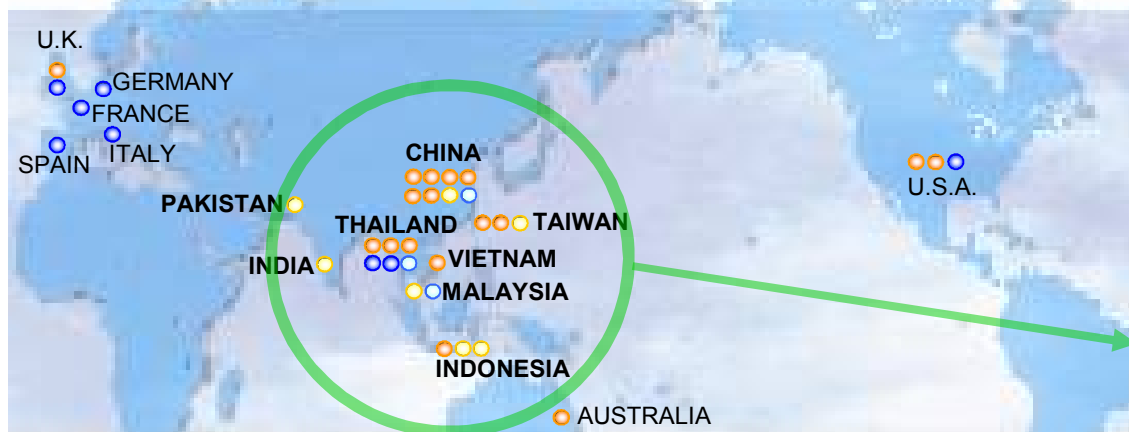 U.K.
GERMANY
FRANCE
ITALY
SPAIN
CHINA
U.S.A.
PAKISTAN
THAILAND
TAIWAN
INDIA
VIETNAM
MALAYSIA
INDONESIA
AUSTRALIA